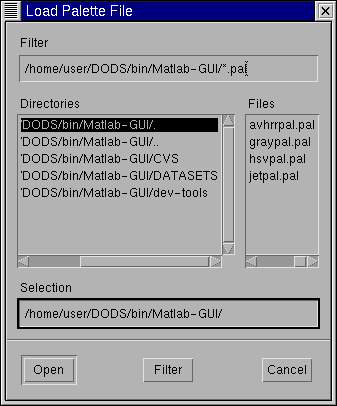 Load Palette File
Filter
/home/user/DODS/bin/Matlab-GUI/*.pal
Directories
Files
'DODS/bin/Matlab-GUI/.
'DODS/bin/Matlab-GUI/..
'DODS/bin/Matlab-GUI/CVS
'DODS/bin/Matlab-GUI/DATASETS
'DODS/bin/Matlab-GUI/dev-tools
avhrrpal.pal
graypal.pal
hsvpal.pal
jetpal.pal
Selection
/home/user/DODS/bin/Matlab-GUI/
Open
Filter
Cancel